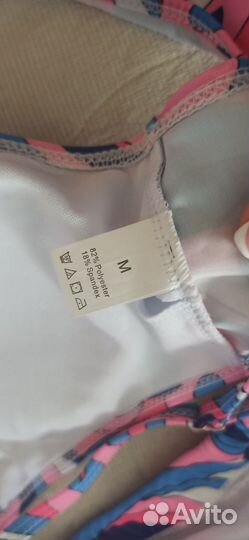 M
82% Polyester
18% Spandex
Avito